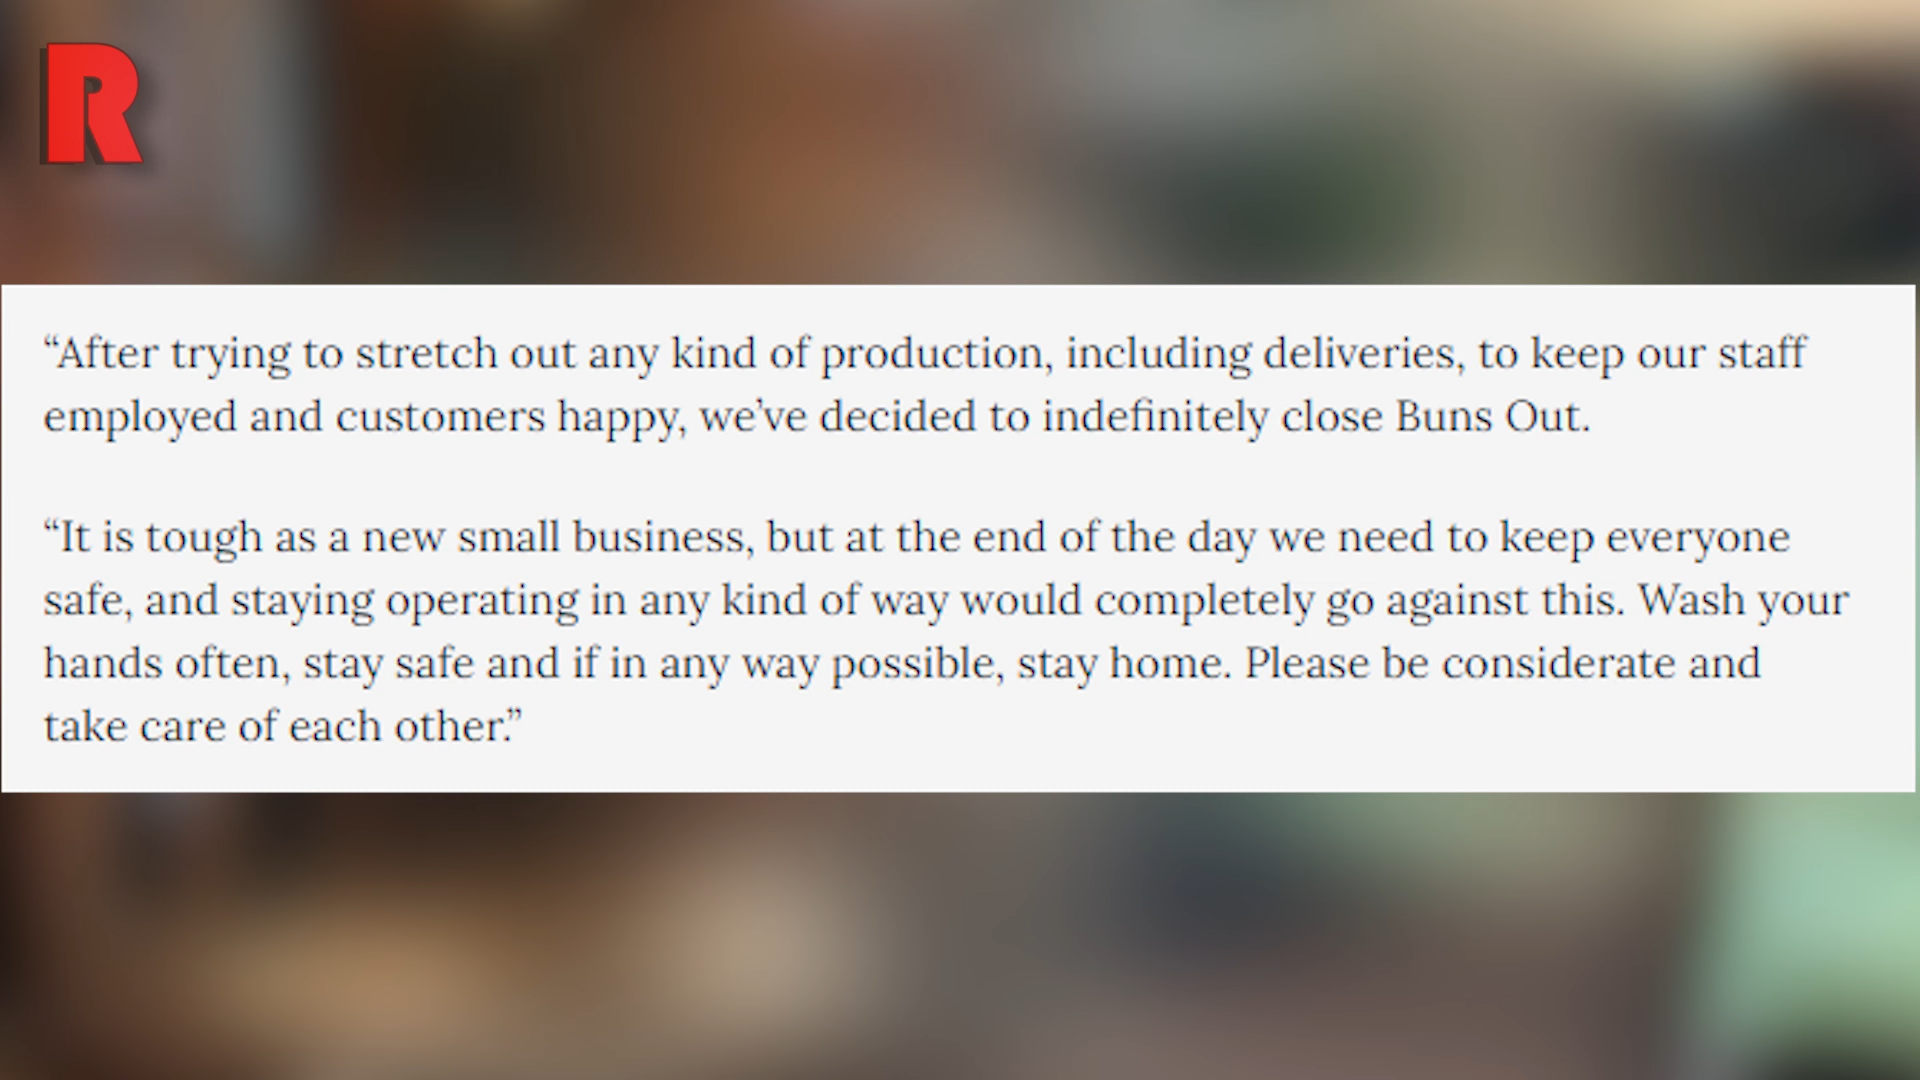 R
“After trying to stretch out any kind of production, including deliveries, to keep our staff
employed and customers happy, we’ve decided to indefinitely close Buns Out.
“It is tough as a new small business, but at the end of the day we need to keep everyone
safe, and staying operating in any kind of way would completely go against this. Wash your
hands often, stay safe and if in any way possible, stay home. Please be considerate and
take care of each other.”